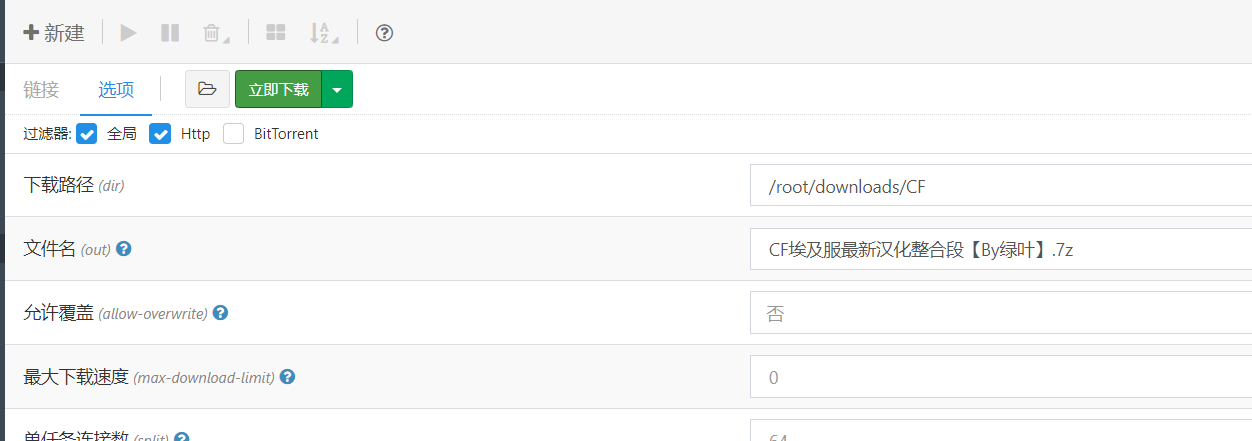 新建
链接 选项 立即下载
过滤器: 全局 Http BitTorrent
下载路径 (dir) /root/downloads/CF
文件名 (out) CF埃及服最新汉化整合段【By绿叶】.7z
允许覆盖 (allow-overwrite) 否
最大下载速度 (max-download-limit) 0
单任务连接数 (split) 64